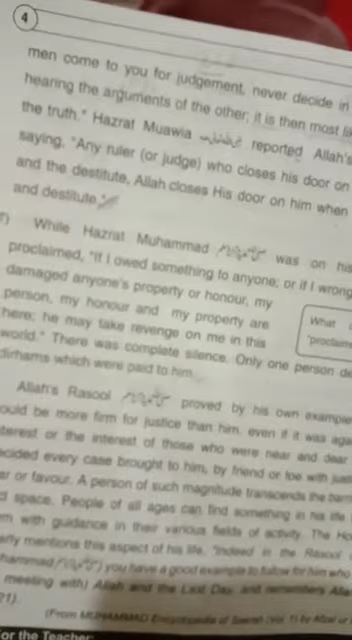 4
men come to you for judgement, never decide in
hearing the arguments of the other; it is then most
the truth." Hazrat Muawia reported Allah's
saying, "Any ruler (or judge) who closes his door on
and the destitute, Allah closes His door on him when
and destitute."
While Hazrat Muhammad was on his
proclaimed, "If I owed something to anyone; or if I wrong
damaged anyone's property or honour, my
person, my honour and my property are
here; he may take revenge on me in this
world." There was complete silence. Only one person
dirhams which were paid to him.
What
"proclaim
Allah's Rasool proved by his own example
ould be more firm for justice than him, even if it was
terest or the interest of those who were near and dear
cided every case brought to him, by friend or foe with
or favour. A person of such magnitude transcends the
space. People of all ages can find something in his life
m with guidance in their various fields of activity. The
rly mentions this aspect of his life, "Indeed in the Rasool
you have a good example to follow for him who
meeting with) Allah and the Last Day, and remembers
21).
(From MUHAMMAD Encyclopaedia of Seerah (Vol. 1) by
or the Teacher